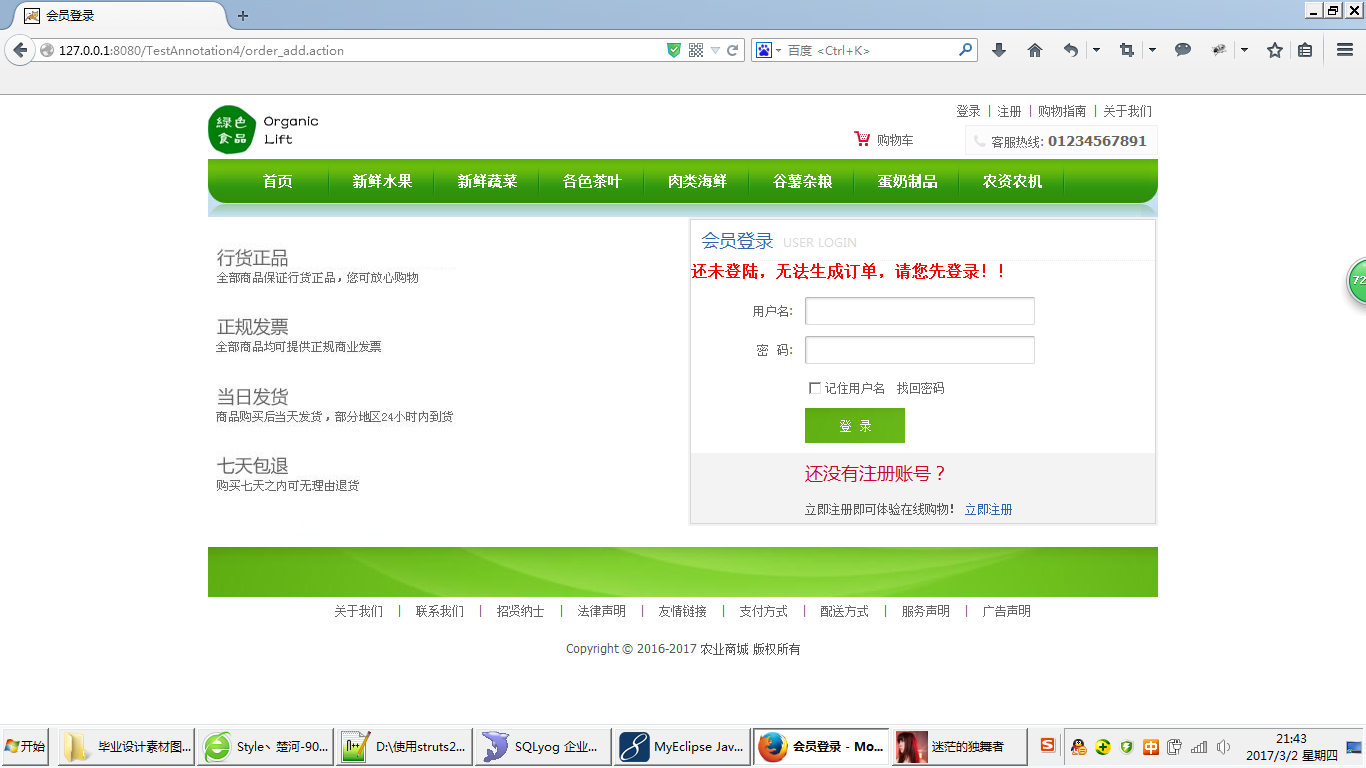 会员登录
127.0.0.1:8080/TestAnnotation4/order_add.action
百度 <Ctrl+K>
绿色食品
Organic
Lift
登录 | 注册 | 购物指南 | 关于我们
购物车
客服热线: 01234567891
首页 新鲜水果 新鲜蔬菜 各色茶叶 肉类海鲜 谷薯杂粮 蛋奶制品 农资农机
行货正品
全部商品保证行货正品，您可放心购物
正规发票
全部商品均可提供正规商业发票
当日发货
商品购买后当天发货，部分地区24小时内到货
七天包退
购买七天之内可无理由退货
会员登录 USER LOGIN
还未登陆，无法生成订单，请您先登录！！
用户名:
密 码:
记住用户名 找回密码
登 录
还没有注册账号？
立即注册即可体验在线购物! 立即注册
72
关于我们 | 联系我们 | 招贤纳士 | 法律声明 | 友情链接 | 支付方式 | 配送方式 | 服务声明 | 广告声明
Copyright © 2016-2017 农业商城 版权所有
开始 毕业设计素材图... Style丶楚河-90... D:\使用struts2... SQLyog 企业... MyEclipse Jav... 会员登录 - Mo... 迷茫的独舞者
中
21:43
2017/3/2 星期四